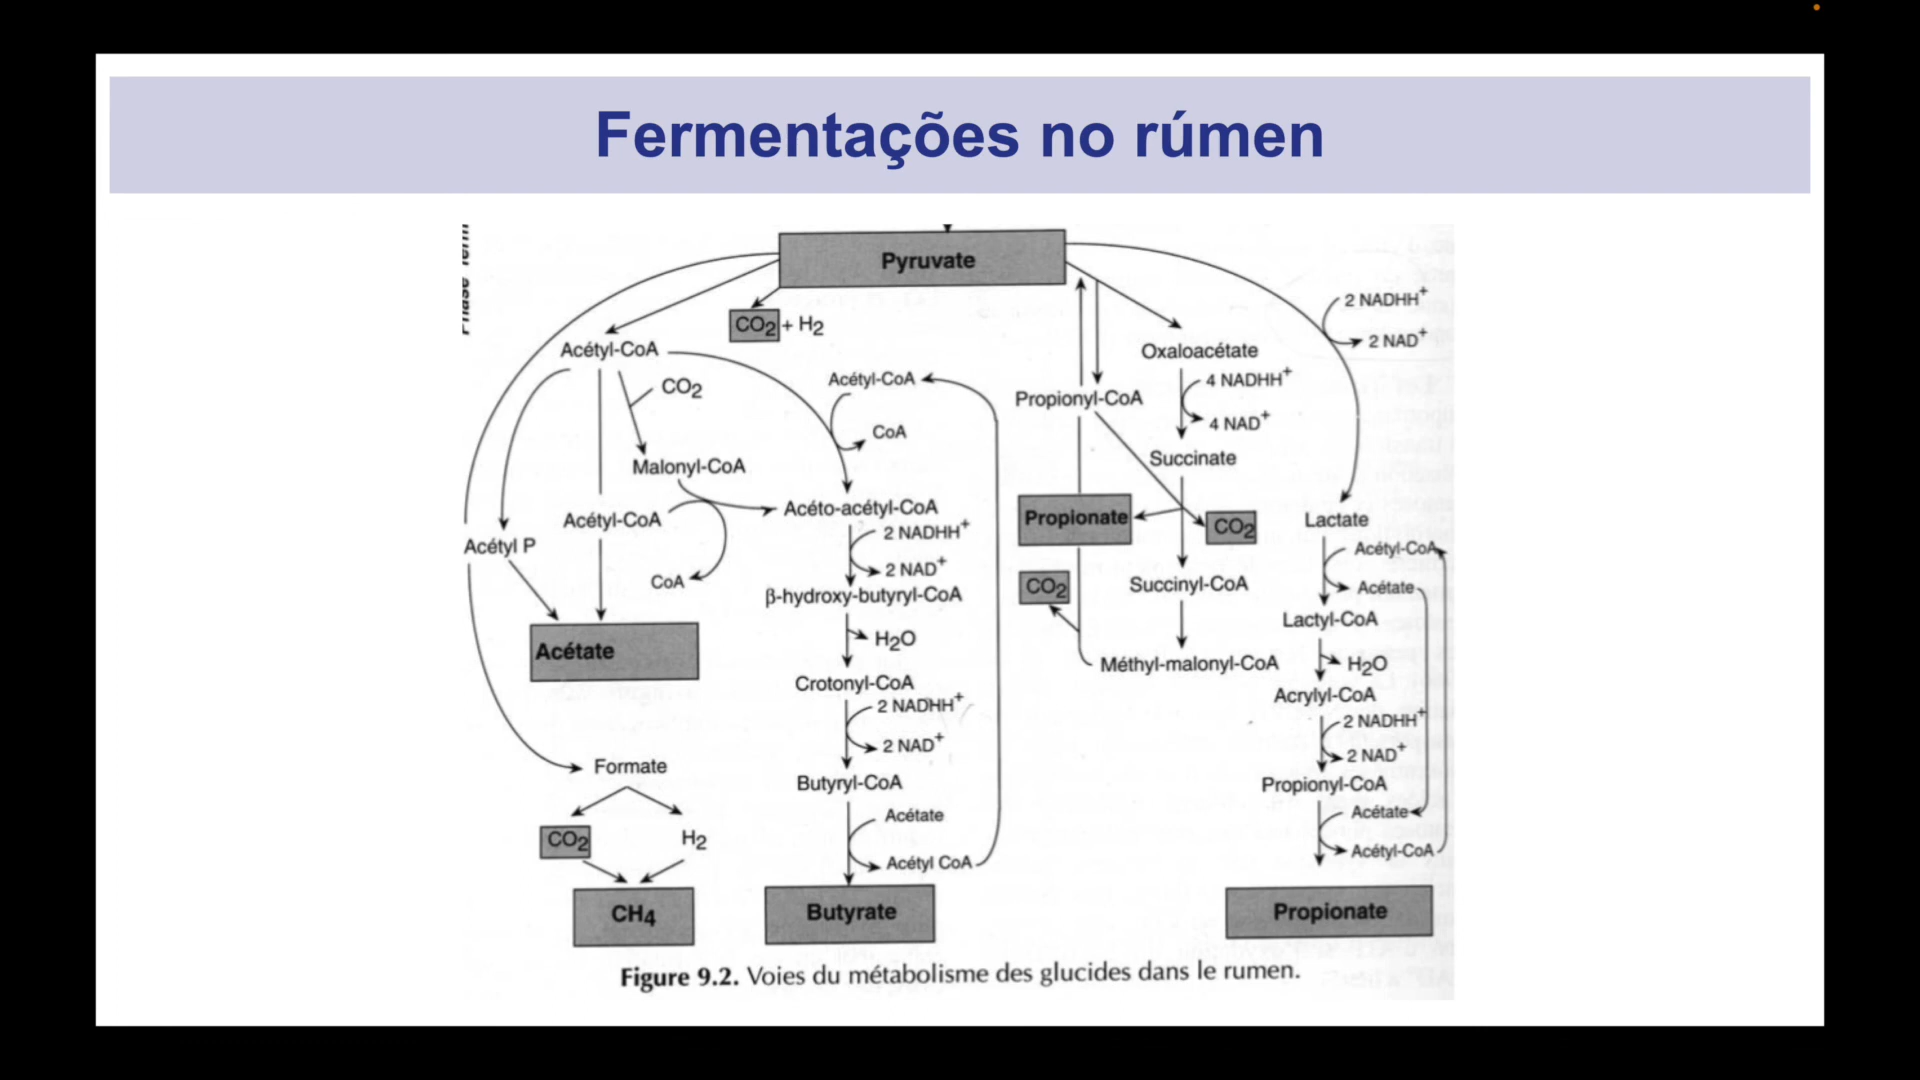 Fermentações no rúmen
Pyruvate
CO2 + H2
2 NADHH+
2 NAD+
Acétyl-CoA
CO2
Acétyl-CoA
CoA
Malonyl-CoA
Acétyl-CoA
Acétyl P
CoA
Acétate
Acéto-acétyl-CoA
2 NADHH+
2 NAD+
β-hydroxy-butyryl-CoA
H2O
Crotonyl-CoA
2 NADHH+
2 NAD+
Butyryl-CoA
Acétate
Acétyl CoA
Butyrate
Formate
CO2
H2
CH4
Oxaloacétate
4 NADHH+
4 NAD+
Propionyl-CoA
Succinate
Propionate
CO2
CO2
Succinyl-CoA
Méthyl-malonyl-CoA
Lactate
Acétyl-CoA
Acétate
Lactyl-CoA
H2O
Acrylyl-CoA
2 NADHH+
2 NAD+
Propionyl-CoA
Acétate
Acétyl-CoA
Propionate
Figure 9.2. Voies du métabolisme des glucides dans le rumen.